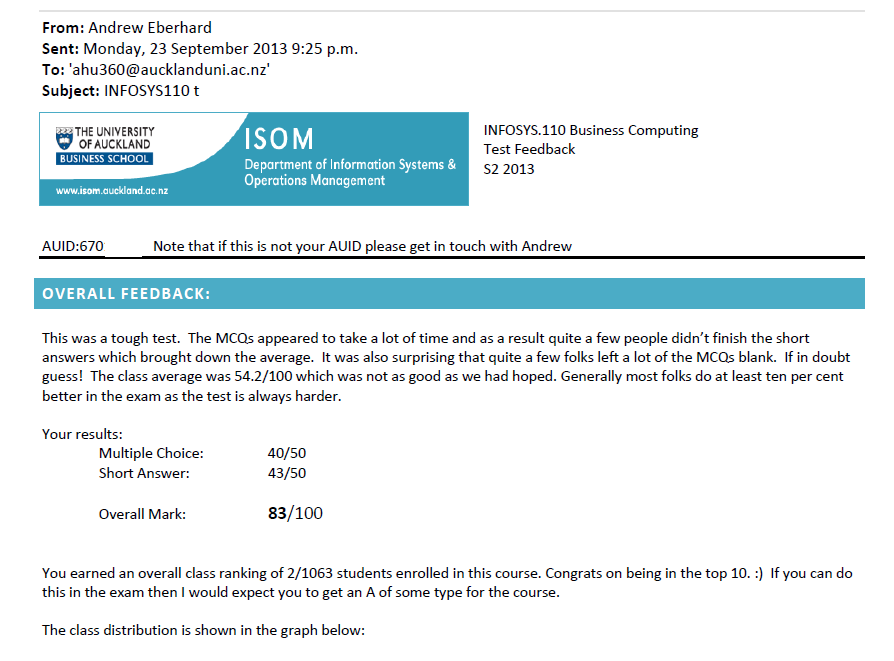 From: Andrew Eberhard
Sent: Monday, 23 September 2013 9:25 p.m.
To: 'ahu360@aucklanduni.ac.nz'
Subject: INFOSYS110 t
THE UNIVERSITY
OF AUCKLAND
BUSINESS SCHOOL
www.isom.auckland.ac.nz
ISOM
Department of Information Systems &
Operations Management
INFOSYS.110 Business Computing
Test Feedback
S2 2013
AUID:670 Note that if this is not your AUID please get in touch with Andrew
OVERALL FEEDBACK:
This was a tough test.  The MCQs appeared to take a lot of time and as a result quite a few people didn't finish the short
answers which brought down the average.  It was also surprising that quite a few folks left a lot of the MCQs blank.  If in doubt
guess!  The class average was 54.2/100 which was not as good as we had hoped. Generally most folks do at least ten per cent
better in the exam as the test is always harder.
Your results:
Multiple Choice: 40/50
Short Answer: 43/50
Overall Mark: 83/100
You earned an overall class ranking of 2/1063 students enrolled in this course. Congrats on being in the top 10. :)  If you can do
this in the exam then I would expect you to get an A of some type for the course.
The class distribution is shown in the graph below: